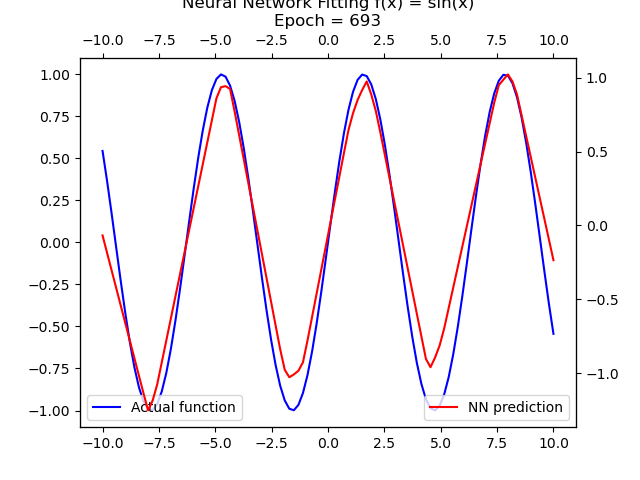 Neural Network Fitting f(x) = sin(x)
Epoch = 693
−10.0 −7.5 −5.0 −2.5 0.0 2.5 5.0 7.5 10.0
1.00
0.75
0.50
0.25
0.00
−0.25
−0.50
−0.75
−1.00
1.0
0.5
0.0
−0.5
−1.0
Actual function
NN prediction
−10.0 −7.5 −5.0 −2.5 0.0 2.5 5.0 7.5 10.0